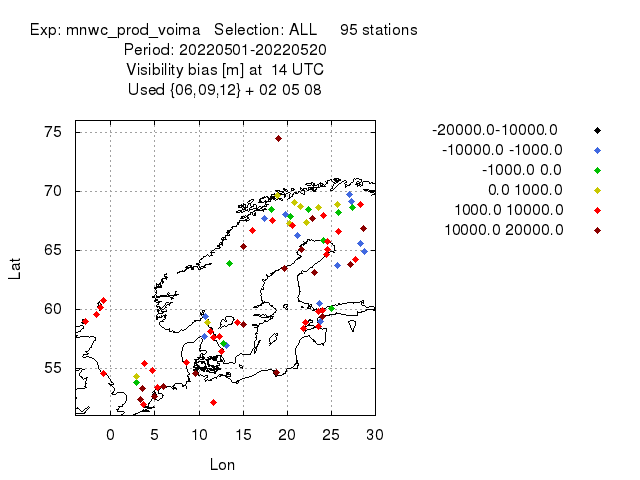 Exp: mnwc_prod_voima   Selection: ALL     95 stations
Period: 20220501-20220520
Visibility bias [m] at  14 UTC
Used {06,09,12} + 02 05 08
75
70
65
60
55
Lat
0 5 10 15 20 25 30
Lon
-20000.0-10000.0
-10000.0 -1000.0
-1000.0 0.0
0.0 1000.0
1000.0 10000.0
10000.0 20000.0